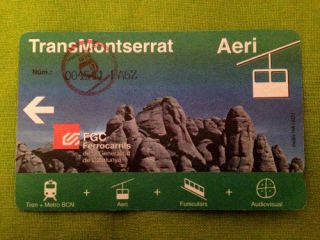 TransMontserrat Aeri
Núm.:
FGC
Ferrocarrils
de la Generalitat
de Catalunya
Tren + Metro BCN + Aeri + Funiculars + Audiovisual